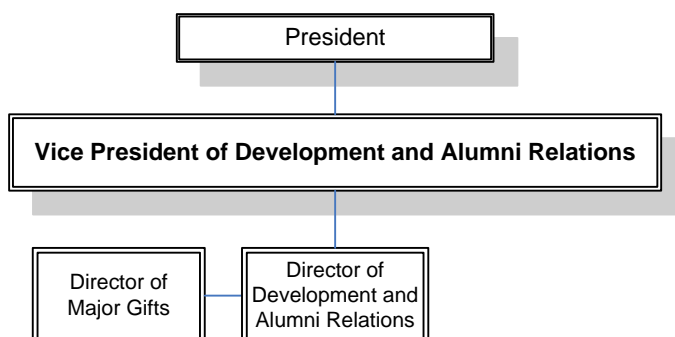 President
Vice President of Development and Alumni Relations
Director of
Major Gifts
Director of
Development and
Alumni Relations